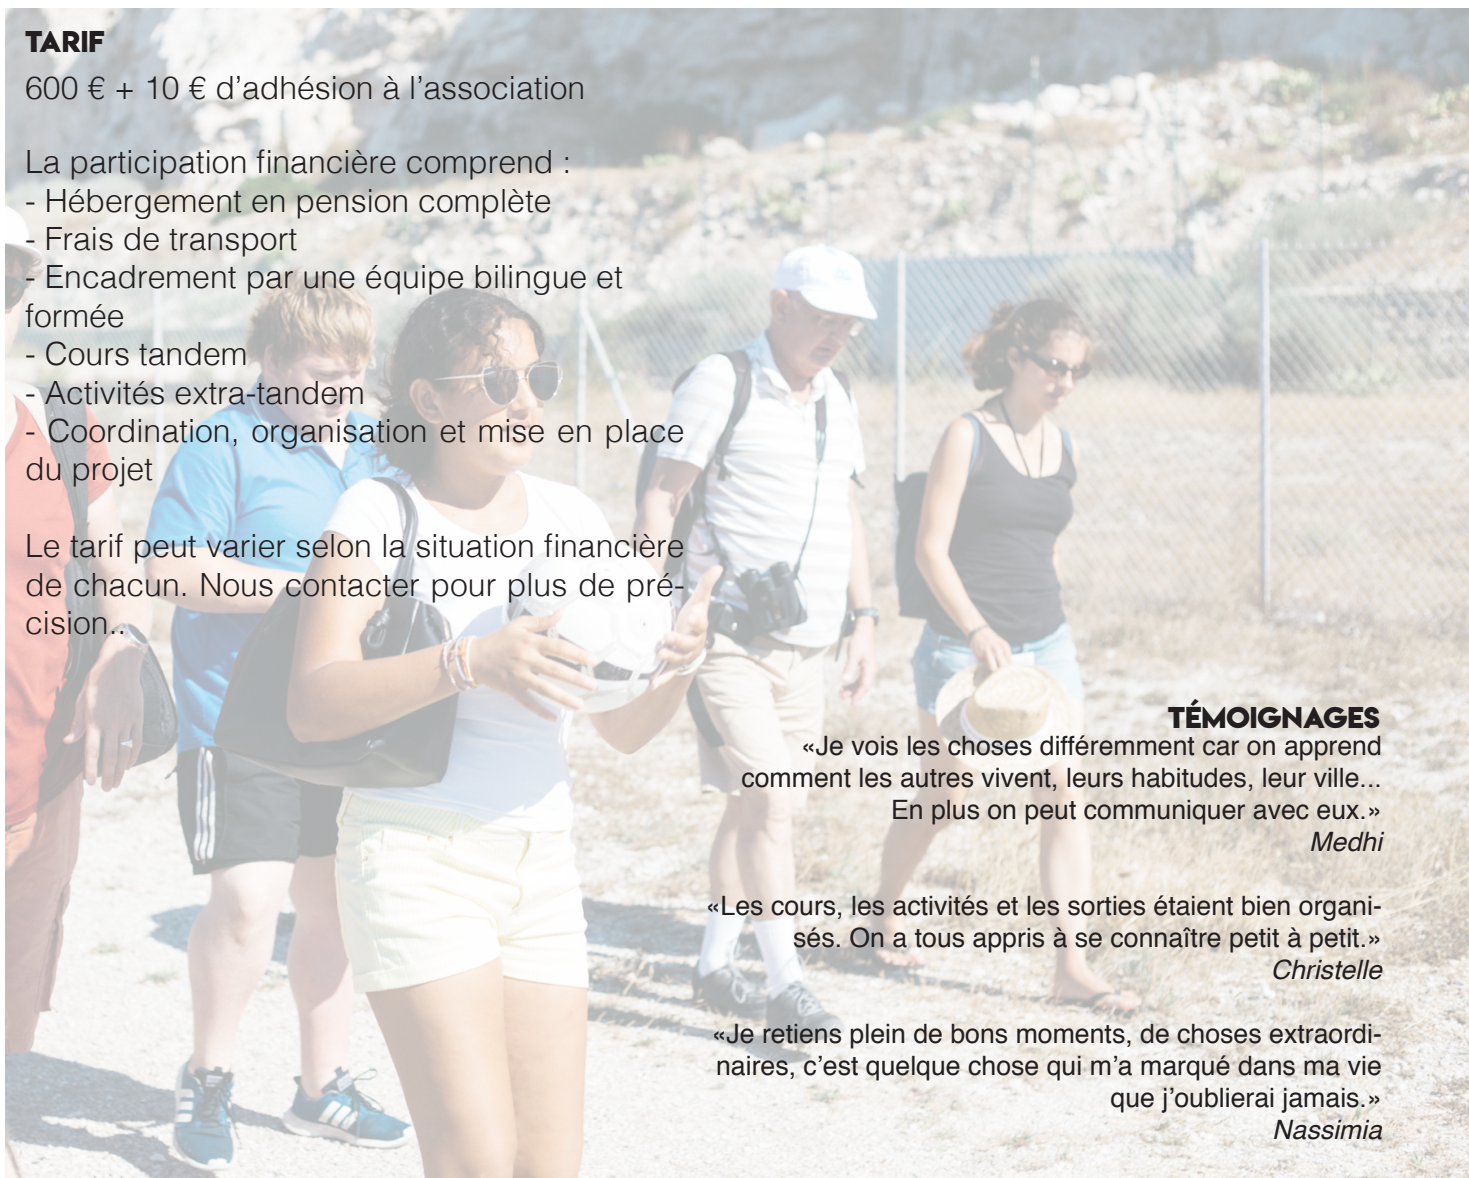 TARIF
600 € + 10 € d’adhésion à l’association
La participation financière comprend :
- Hébergement en pension complète
- Frais de transport
- Encadrement par une équipe bilingue et
formée
- Cours tandem
- Activités extra-tandem
- Coordination, organisation et mise en place
du projet
Le tarif peut varier selon la situation financière
de chacun. Nous contacter pour plus de pré-
cision..
TÉMOIGNAGES
«Je vois les choses différemment car on apprend
comment les autres vivent, leurs habitudes, leur ville...
En plus on peut communiquer avec eux.»
Medhi
«Les cours, les activités et les sorties étaient bien organi-
sés. On a tous appris à se connaître petit à petit.»
Christelle
«Je retiens plein de bons moments, de choses extraordi-
naires, c’est quelque chose qui m’a marqué dans ma vie
que j’oublierai jamais.»
Nassimia